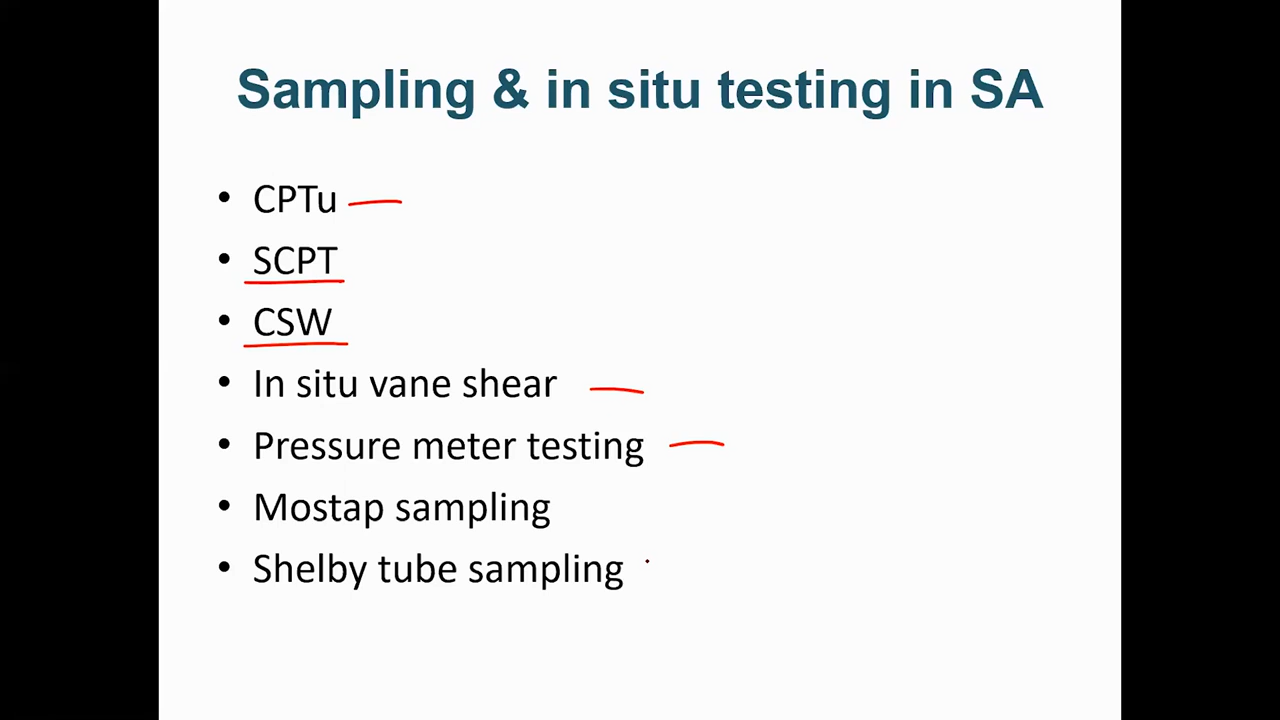 Sampling & in situ testing in SA
• CPTu
• SCPT
• CSW
• In situ vane shear
• Pressure meter testing
• Mostap sampling
• Shelby tube sampling